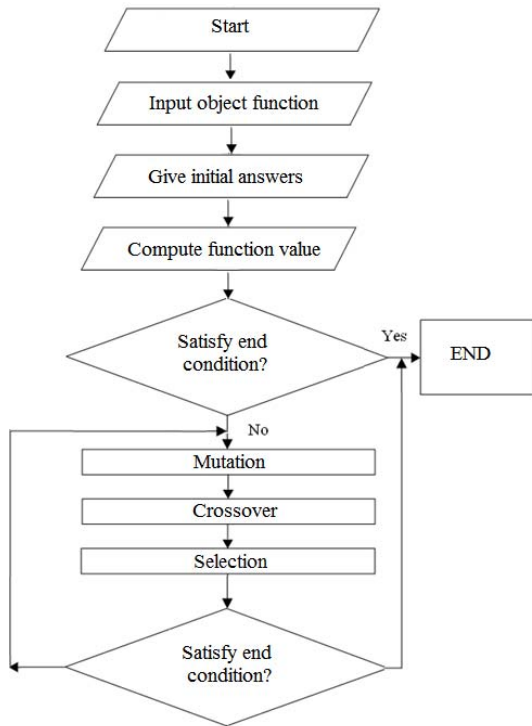 Start
Input object function
Give initial answers
Compute function value
Satisfy end
condition?
Yes
END
No
Mutation
Crossover
Selection
Satisfy end
condition?